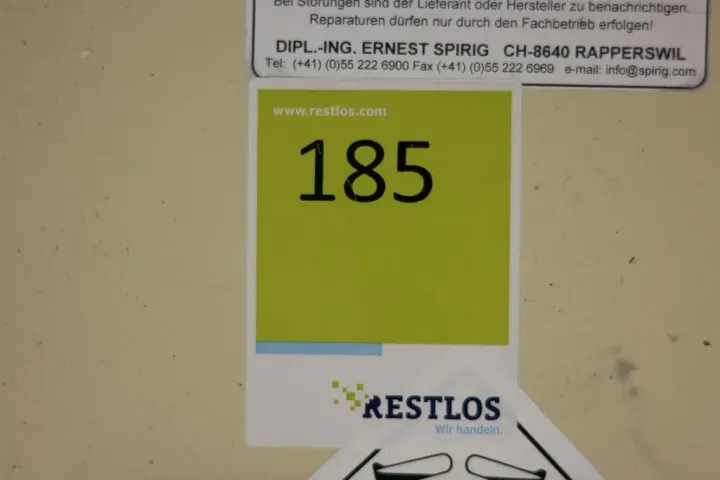 Bei Störungen sind der Lieferant oder Hersteller zu benachrichtigen.
Reparaturen dürfen nur durch den Fachbetrieb erfolgen!
DIPL.-ING. ERNEST SPIRIG CH-8640 RAPPERSWIL
Tel: (+41) (0)55 222 6900 Fax (+41) (0)55 222 6969 e-mail: info@spirig.com
www.restlos.com
185
RESTLOS
Wir handeln.